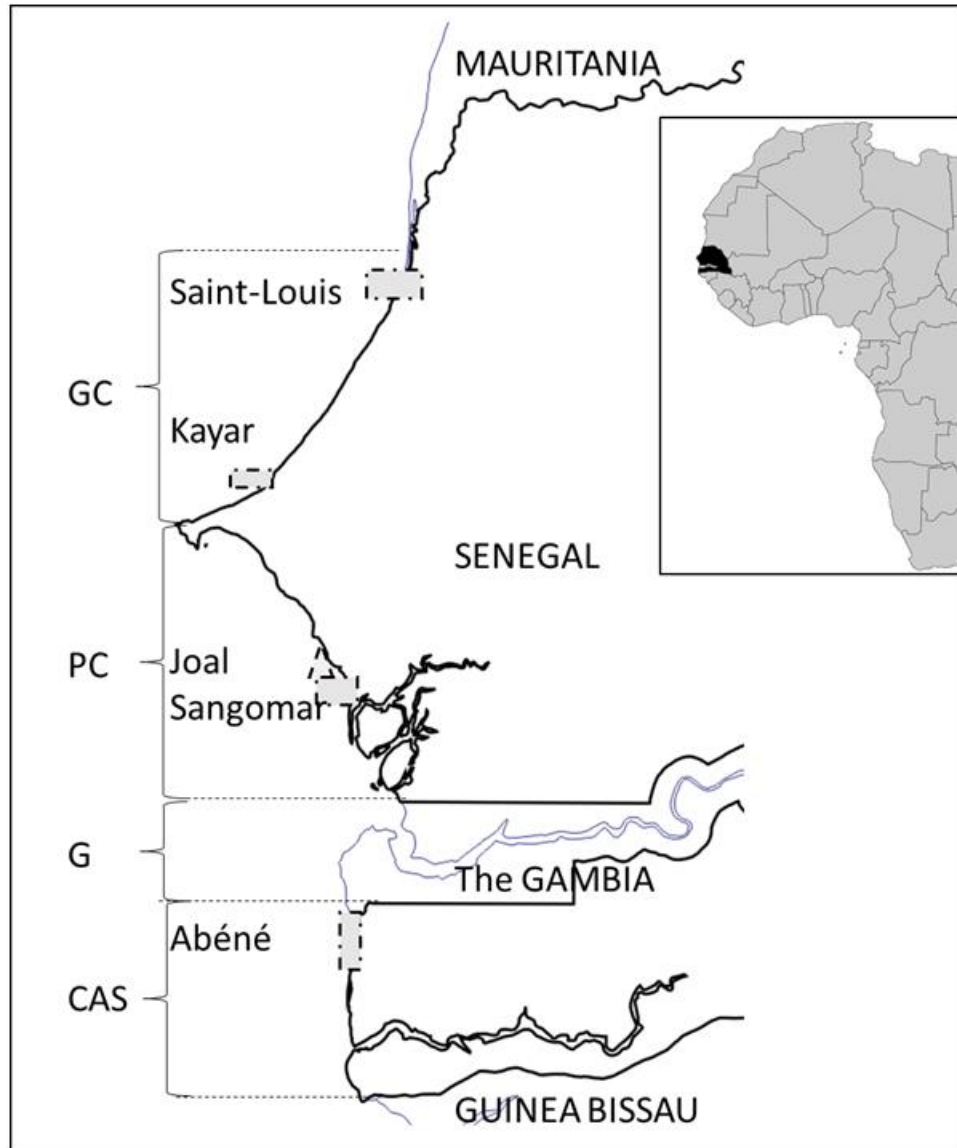 MAURITANIA
Saint-Louis
GC
Kayar
SENEGAL
PC
Joal
Sangomar
G
The GAMBIA
Abéné
CAS
GUINEA BISSAU